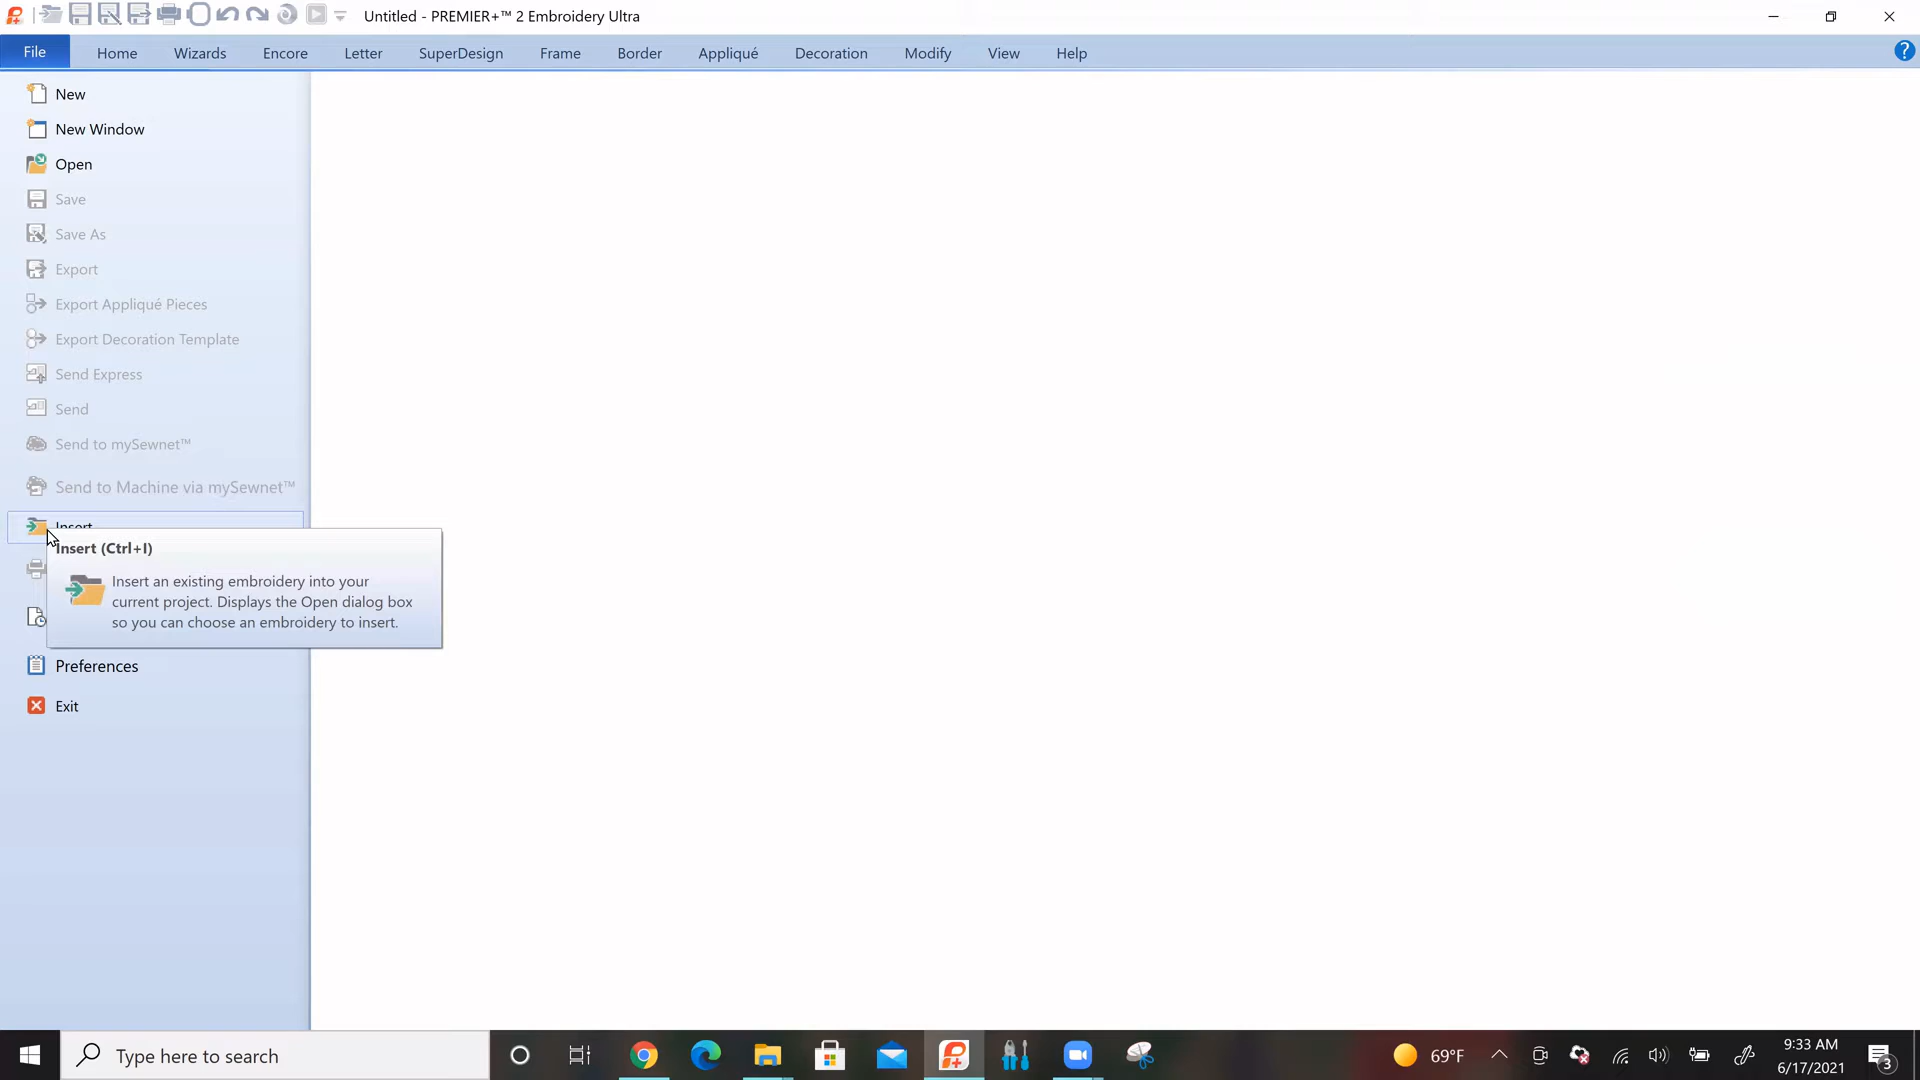 Untitled - PREMIER+™ 2 Embroidery Ultra
File Home Wizards Encore Letter SuperDesign Frame Border Appliqué Decoration Modify View Help
New
New Window
Open
Save
Save As
Export
Export Appliqué Pieces
Export Decoration Template
Send Express
Send
Send to mySewnet™
Send to Machine via mySewnet™
Insert
Insert (Ctrl+I)
Insert an existing embroidery into your
current project. Displays the Open dialog box
so you can choose an embroidery to insert.
Preferences
Exit
Type here to search
69°F
9:33 AM
6/17/2021
3